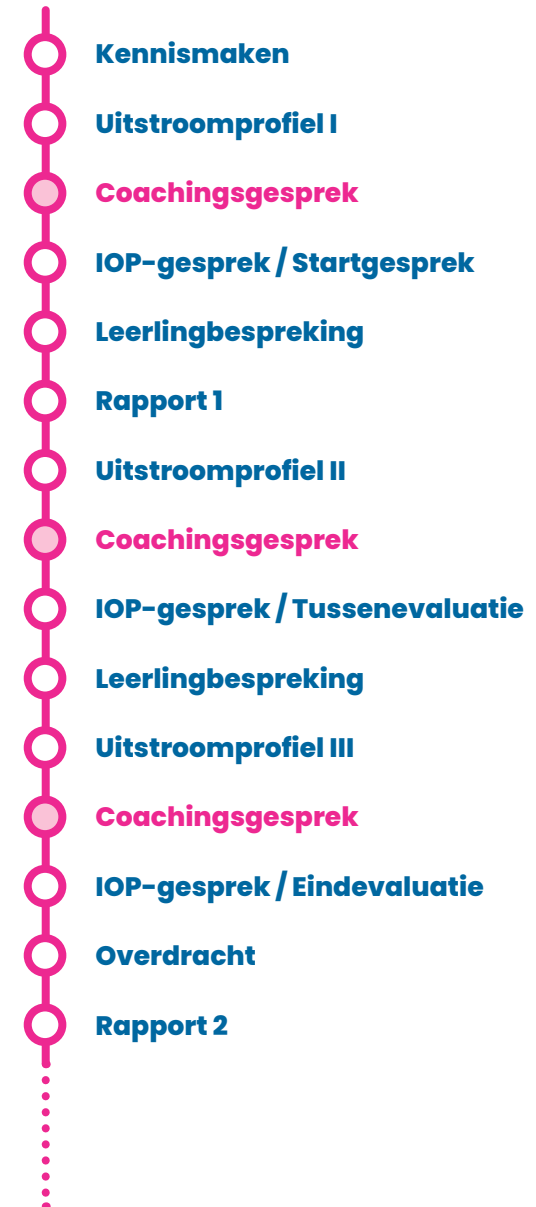 Kennismaken
Uitstroomprofiel I
Coachingsgesprek
IOP-gesprek / Startgesprek
Leerlingbespreking
Rapport 1
Uitstroomprofiel II
Coachingsgesprek
IOP-gesprek / Tussenevaluatie
Leerlingbespreking
Uitstroomprofiel III
Coachingsgesprek
IOP-gesprek / Eindevaluatie
Overdracht
Rapport 2